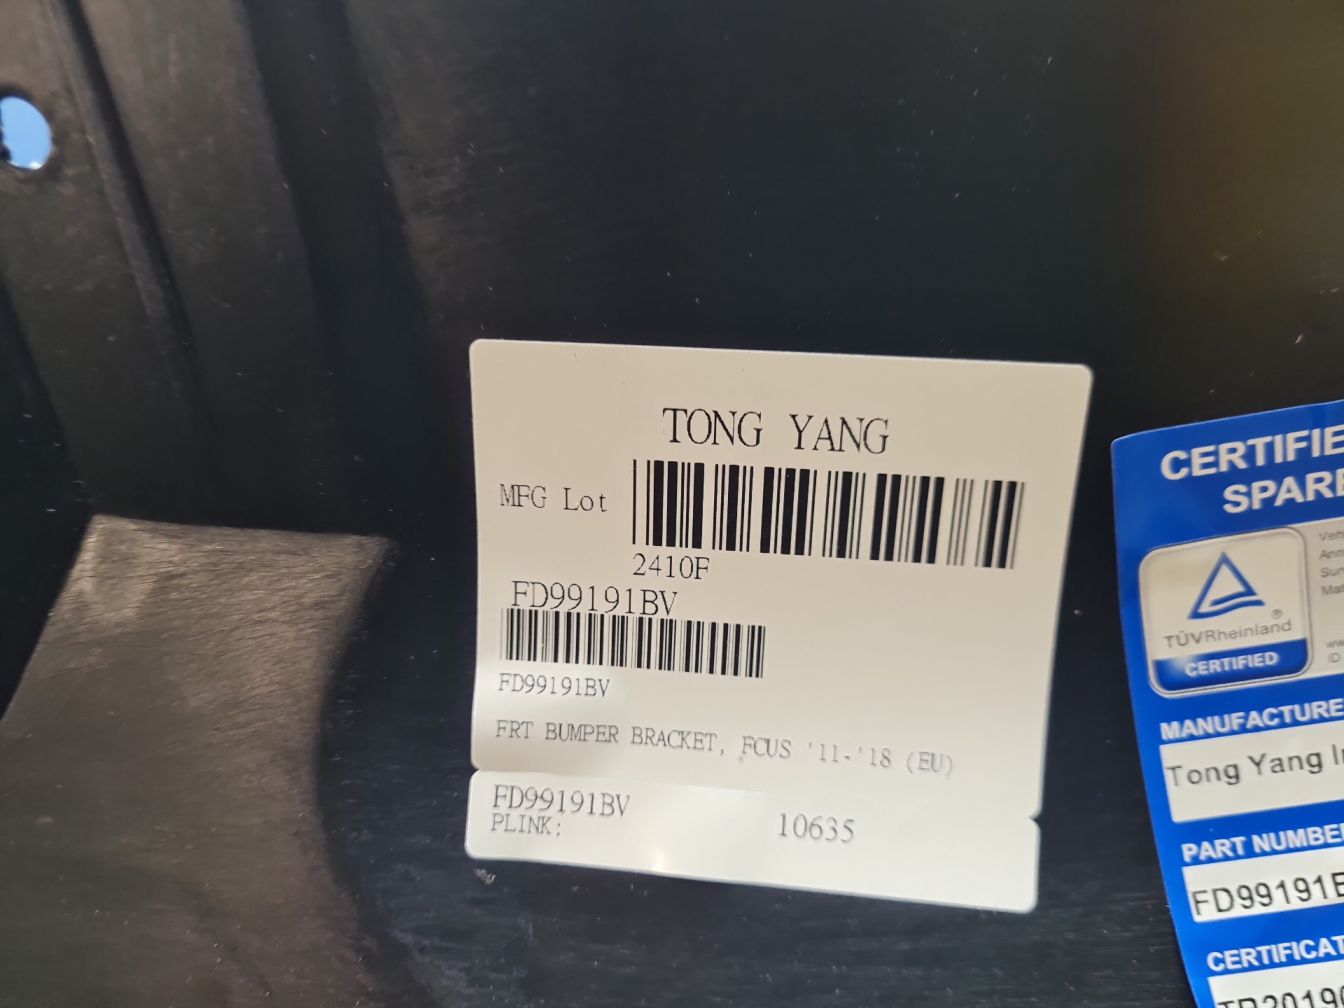 TONG YANG
MFG Lot
2410F
FD99191BV
FD99191BV
FRT BUMPER BRACKET, FCUS '11-'18 (EU)
FD99191BV
PLINK:
10635
CERTIFIE
SPAR
TÜVRheinland
®
CERTIFIED
MANUFACTURE
Tong Yang I
PART NUMBE
FD99191
CERTIFICAT